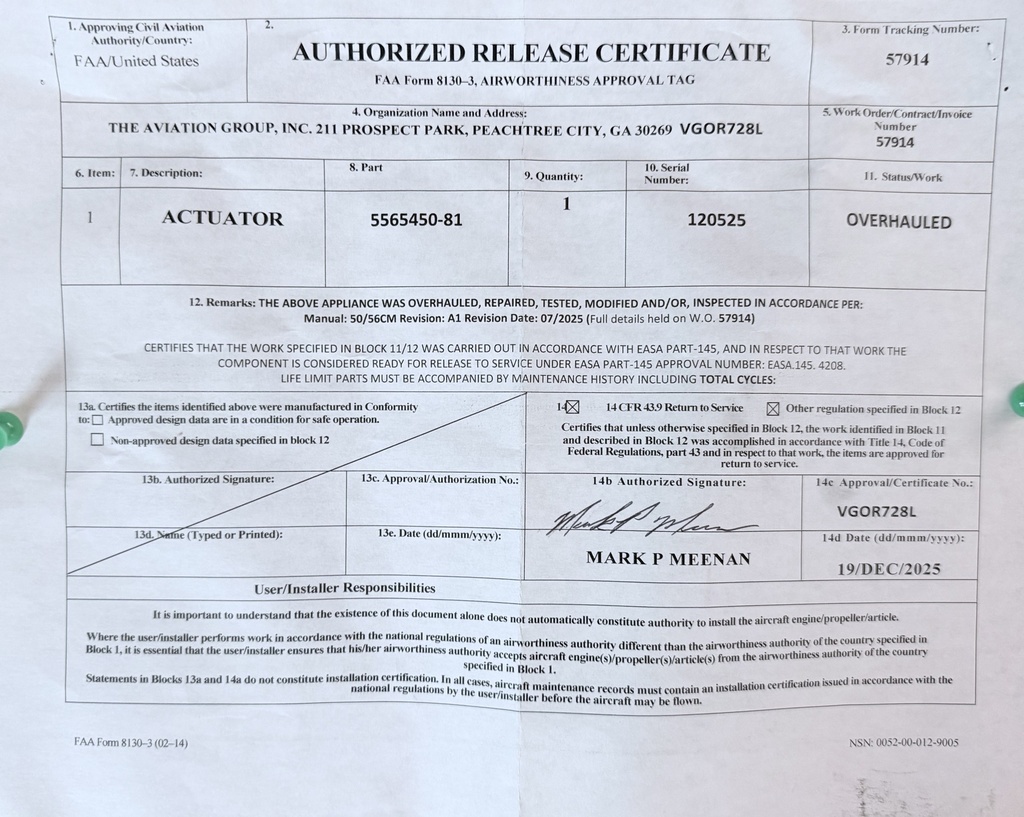 1. Approving Civil Aviation
Authority/Country:
FAA/United States
2.
AUTHORIZED RELEASE CERTIFICATE
FAA Form 8130–3, AIRWORTHINESS APPROVAL TAG
3. Form Tracking Number:
57914
4. Organization Name and Address:
THE AVIATION GROUP, INC. 211 PROSPECT PARK, PEACHTREE CITY, GA 30269 VGOR728L
5. Work Order/Contract/Invoice
Number
57914
6. Item:
7. Description:
8. Part
9. Quantity:
10. Serial
Number:
11. Status/Work
1
ACTUATOR
5565450-81
1
120525
OVERHAULED
12. Remarks: THE ABOVE APPLIANCE WAS OVERHAULED, REPAIRED, TESTED, MODIFIED AND/OR, INSPECTED IN ACCORDANCE PER:
Manual: 50/56CM Revision: A1 Revision Date: 07/2025 (Full details held on W.O. 57914)
CERTIFIES THAT THE WORK SPECIFIED IN BLOCK 11/12 WAS CARRIED OUT IN ACCORDANCE WITH EASA PART-145, AND IN RESPECT TO THAT WORK THE
COMPONENT IS CONSIDERED READY FOR RELEASE TO SERVICE UNDER EASA PART-145 APPROVAL NUMBER: EASA.145. 4208.
LIFE LIMIT PARTS MUST BE ACCOMPANIED BY MAINTENANCE HISTORY INCLUDING TOTAL CYCLES:
13a. Certifies the items identified above were manufactured in Conformity
to: ☐ Approved design data are in a condition for safe operation.
☐ Non-approved design data specified in block 12
14☒ 14 CFR 43.9 Return to Service ☒ Other regulation specified in Block 12
Certifies that unless otherwise specified in Block 12, the work identified in Block 11
and described in Block 12 was accomplished in accordance with Title 14, Code of
Federal Regulations, part 43 and in respect to that work, the items are approved for
return to service.
13b. Authorized Signature:
13c. Approval/Authorization No.:
14b Authorized Signature:
14c Approval/Certificate No.:
VGOR728L
13d. Name (Typed or Printed):
13e. Date (dd/mmm/yyyy):
MARK P MEENAN
14d Date (dd/mmm/yyyy):
19/DEC/2025
User/Installer Responsibilities
It is important to understand that the existence of this document alone does not automatically constitute authority to install the aircraft engine/propeller/article.
Where the user/installer performs work in accordance with the national regulations of an airworthiness authority different than the airworthiness authority of the country specified in
Block 1, it is essential that the user/installer ensures that his/her airworthiness authority accepts aircraft engine(s)/propeller(s)/article(s) from the airworthiness authority of the country
specified in Block 1.
Statements in Blocks 13a and 14a do not constitute installation certification. In all cases, aircraft maintenance records must contain an installation certification issued in accordance with the
national regulations by the user/installer before the aircraft may be flown.
FAA Form 8130–3 (02-14)
NSN: 0052-00-012-9005